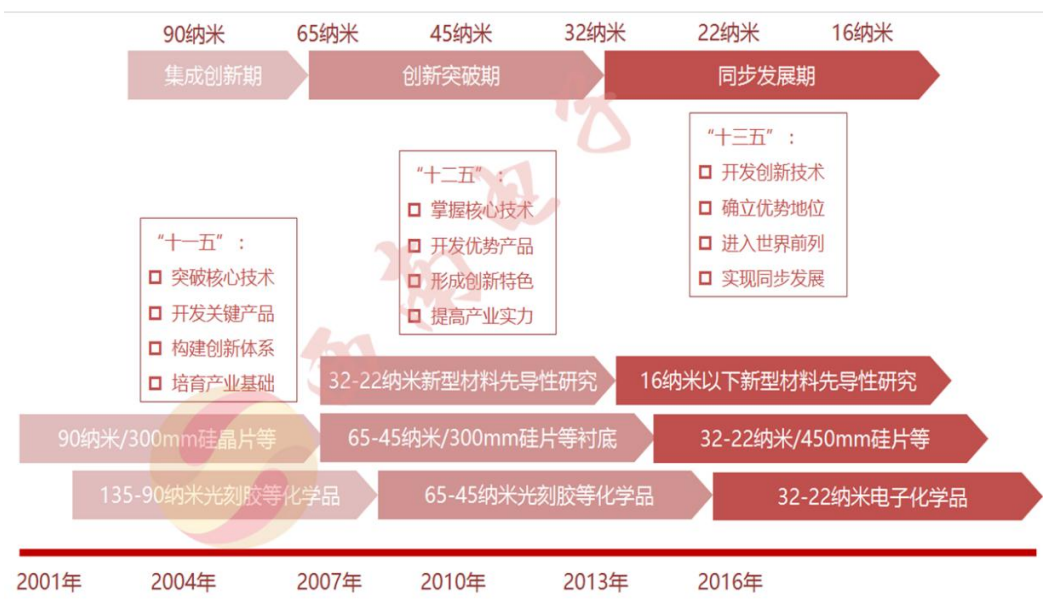 90纳米
65纳米
45纳米
32纳米
22纳米
16纳米
集成创新期
创新突破期
同步发展期
“十一五”：
突破核心技术
开发关键产品
构建创新体系
培育产业基础
“十二五”：
掌握核心技术
开发优势产品
形成创新特色
提高产业实力
“十三五”：
开发创新技术
确立优势地位
进入世界前列
实现同步发展
32-22纳米新型材料先导性研究
16纳米以下新型材料先导性研究
90纳米/300mm硅晶片等
65-45纳米/300mm硅片等衬底
32-22纳米/450mm硅片等
135-90纳米光刻胶等化学品
65-45纳米光刻胶等化学品
32-22纳米电子化学品
2001年
2004年
2007年
2010年
2013年
2016年